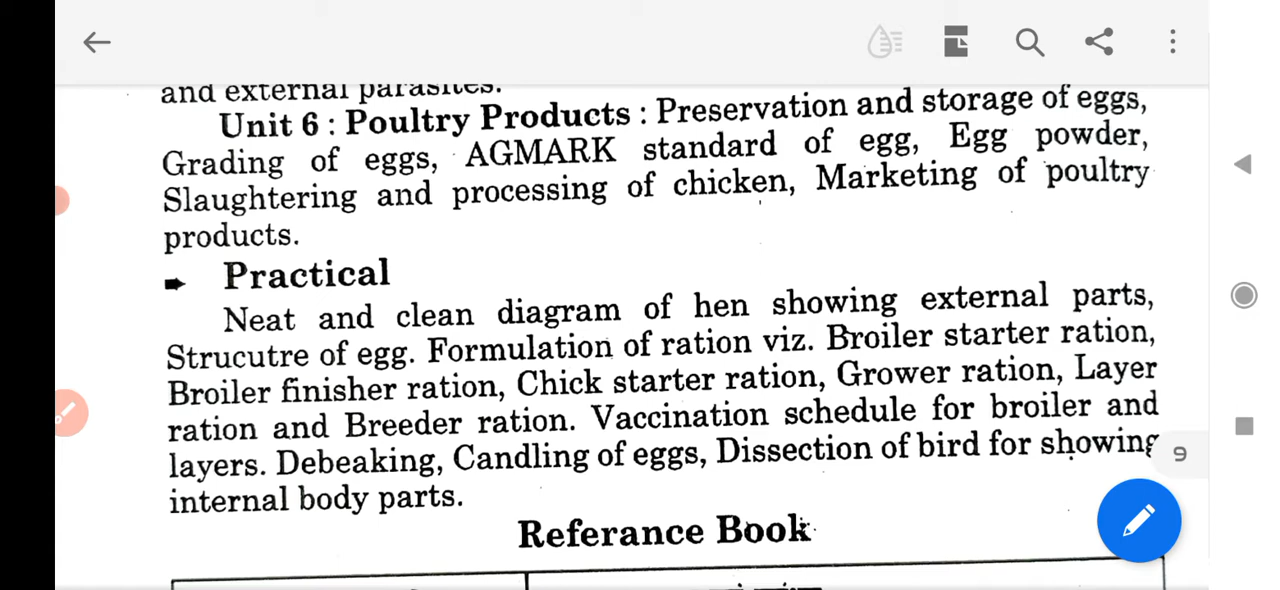 and external parasites.
Unit 6 : Poultry Products : Preservation and storage of eggs,
Grading of eggs, AGMARK standard of egg, Egg powder,
Slaughtering and processing of chicken, Marketing of poultry
products.
➨ Practical
Neat and clean diagram of hen showing external parts,
Strucutre of egg. Formulation of ration viz. Broiler starter ration,
Broiler finisher ration, Chick starter ration, Grower ration, Layer
ration and Breeder ration. Vaccination schedule for broiler and
layers. Debeaking, Candling of eggs, Dissection of bird for showing
internal body parts.
9
Referance Book